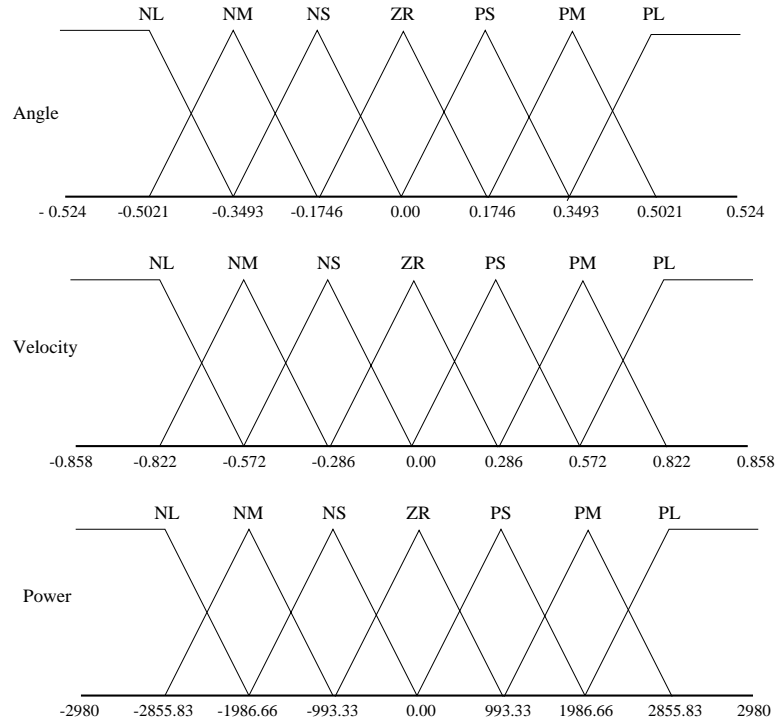 NL NM NS ZR PS PM PL
Angle
- 0.524 -0.5021 -0.3493 -0.1746 0.00 0.1746 0.3493 0.5021 0.524
NL NM NS ZR PS PM PL
Velocity
-0.858 -0.822 -0.572 -0.286 0.00 0.286 0.572 0.822 0.858
NL NM NS ZR PS PM PL
Power
-2980 -2855.83 -1986.66 -993.33 0.00 993.33 1986.66 2855.83 2980